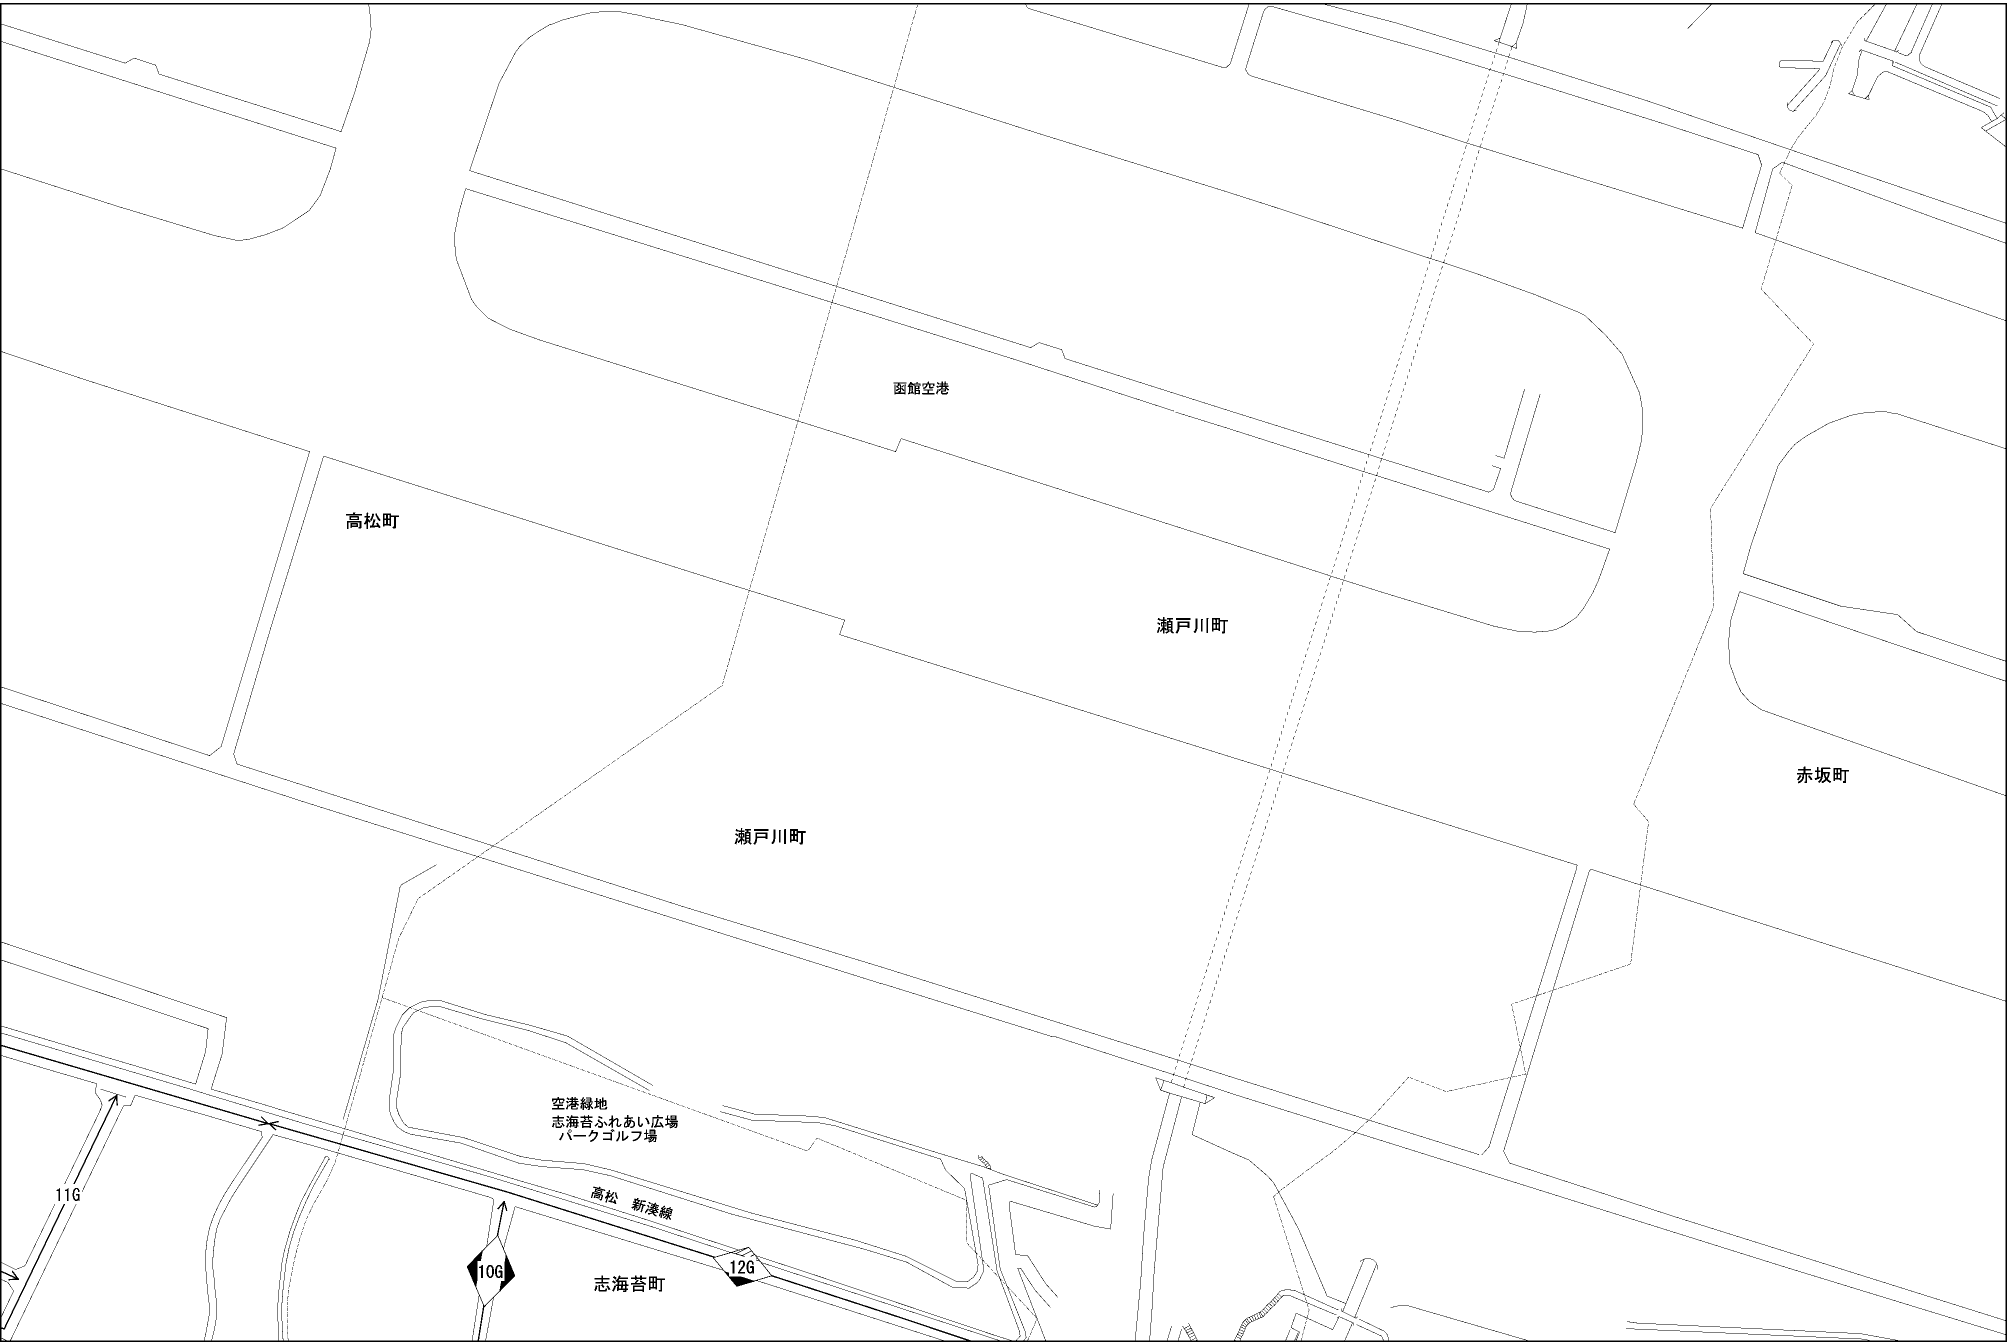 函館空港
高松町
瀬戸川町
赤坂町
瀬戸川町
空港緑地
志海苔ふれあい広場
パークゴルフ場
11G
高松 新湊線
10G
12G
志海苔町